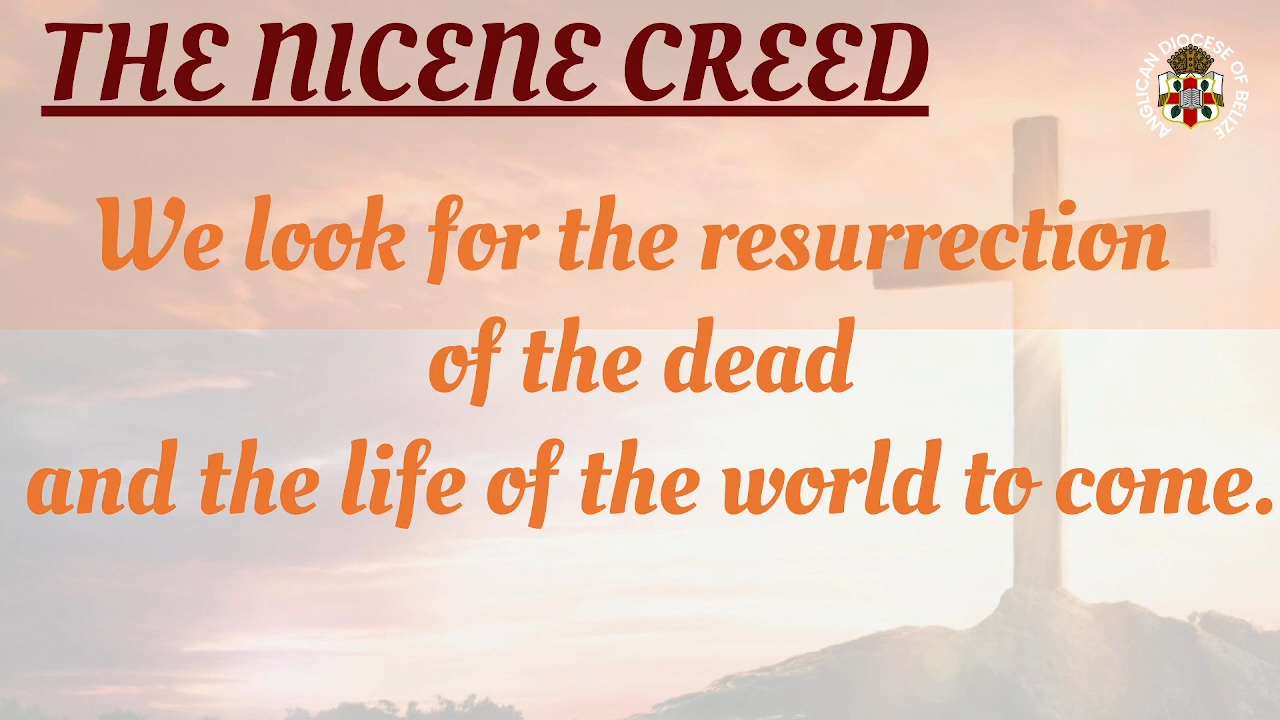 THE NICENE CREED
ANGLICAN DIOCESE OF BELIZE
We look for the resurrection
of the dead
and the life of the world to come.